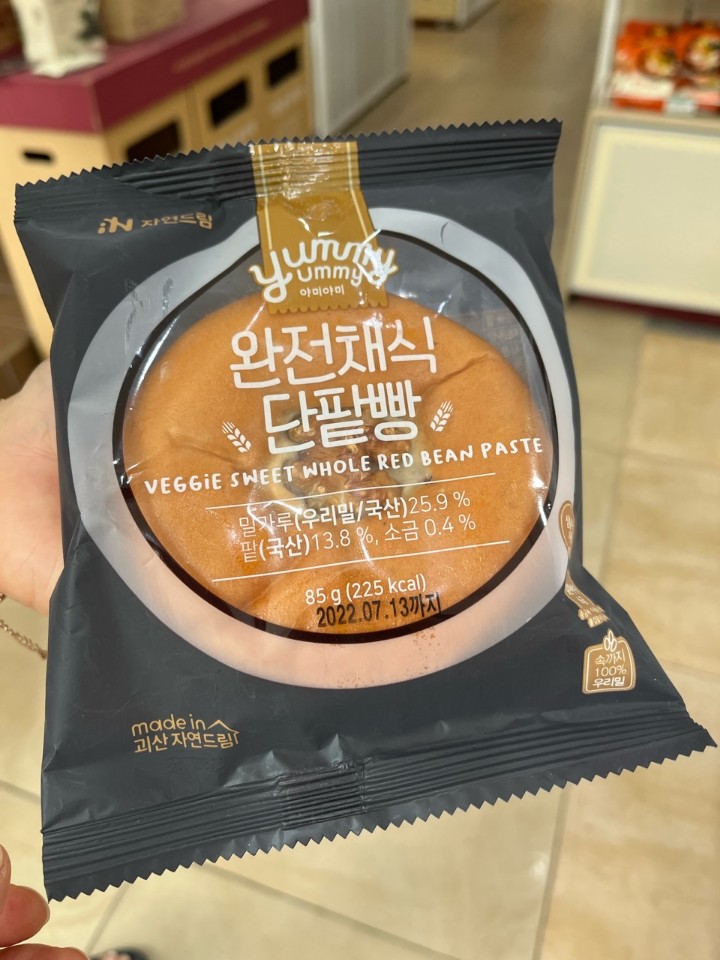 iN 자연드림
yummy
ummy
야미야미
완전채식
단팥빵
VEGGiE SWEET WHOLE RED BEAN PASTE
밀가루(우리밀/국산)25.9 %
팥(국산)13.8 %, 소금 0.4 %
85 g (225 kcal)
2022.07.13까지
속까지
100%
우리밀
made in
괴산자연드림